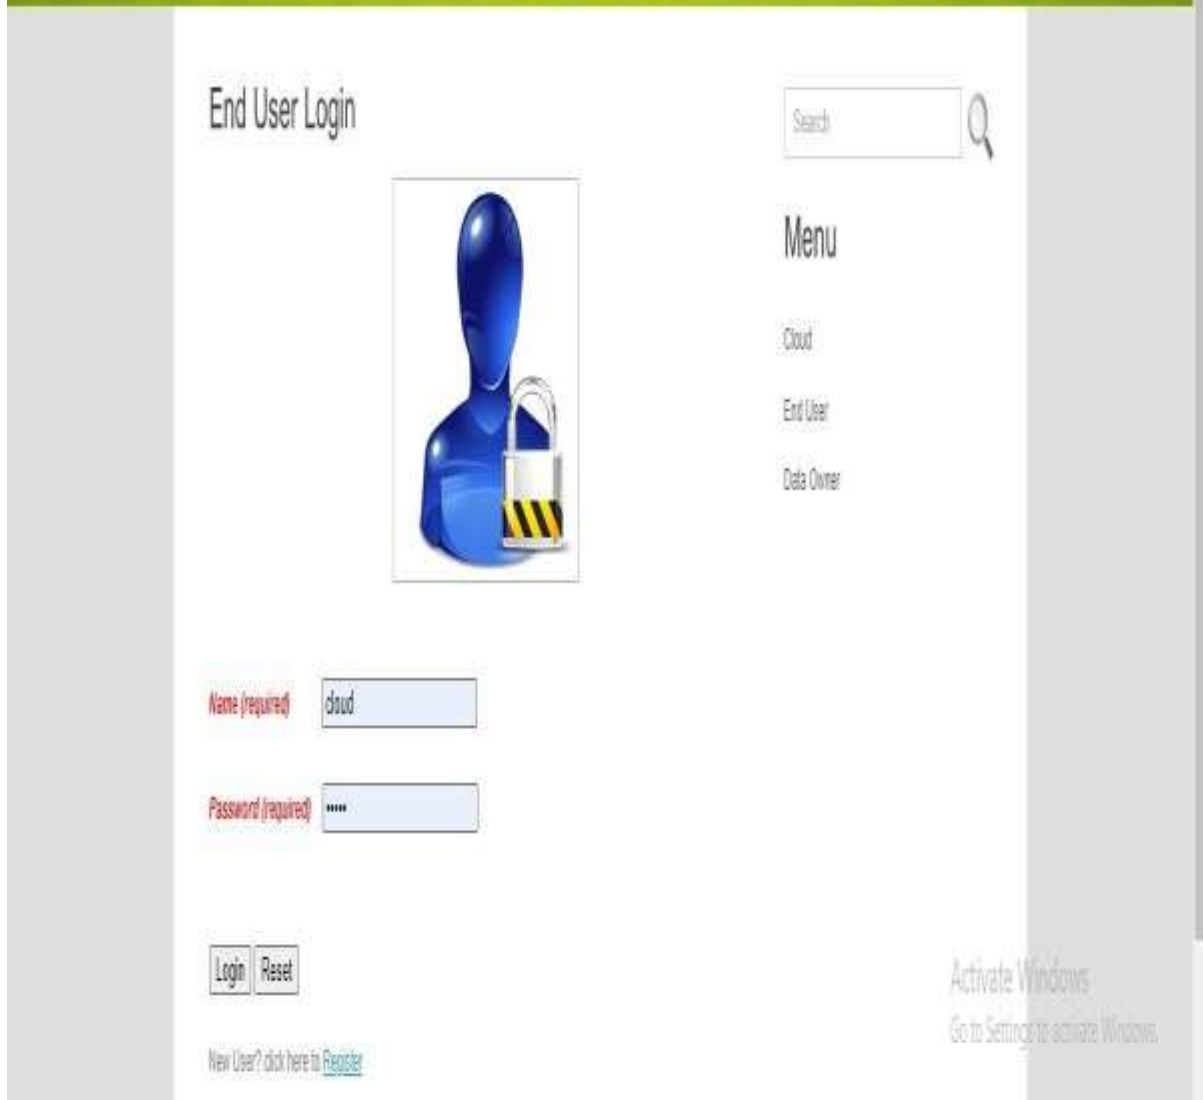 End User Login
Search
Menu
Cloud
End User
Data Owner
Name (required) cloud
Password (required) •••••
Login Reset
New User? click here to Register
Activate Windows
Go to Settings to activate Windows.